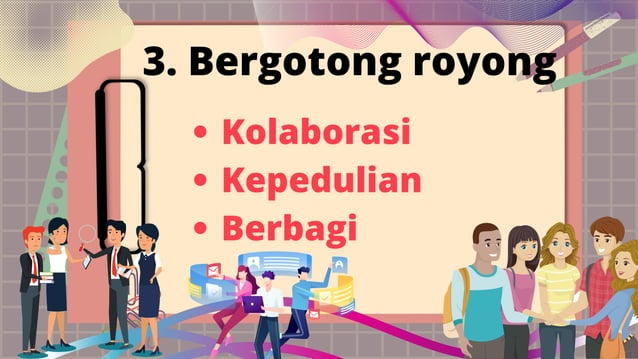 3. Bergotong royong
• Kolaborasi
• Kepedulian
• Berbagi